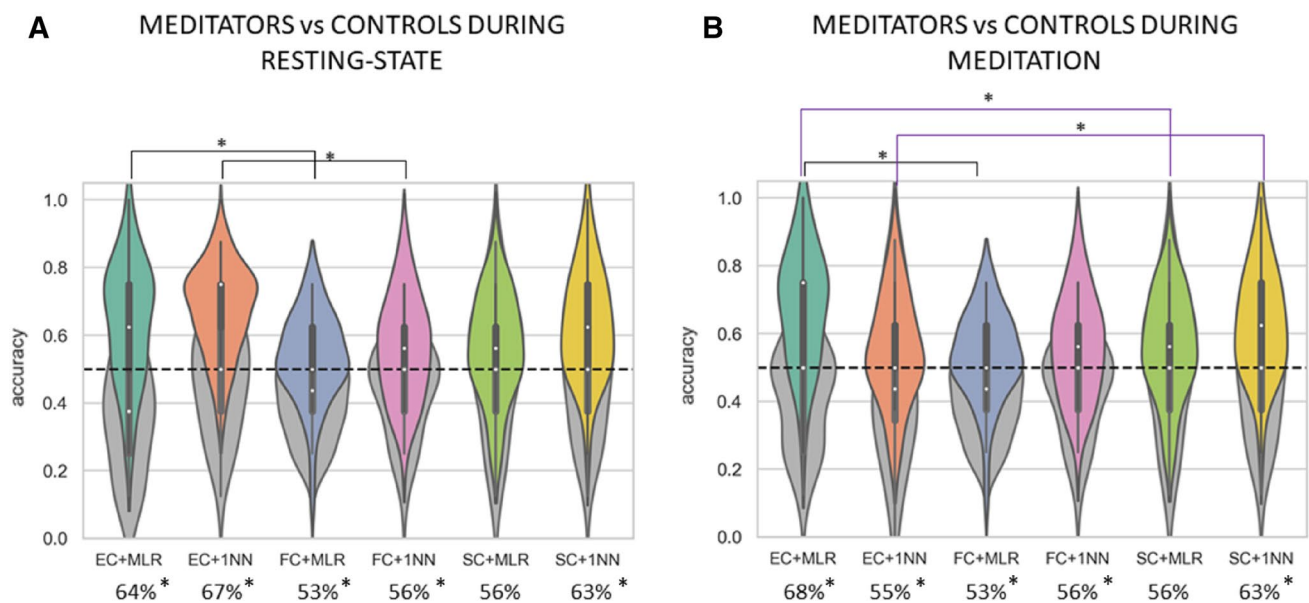 A
MEDITATORS vs CONTROLS DURING
RESTING-STATE
*
*
accuracy
1.0
0.8
0.6
0.4
0.2
0.0
EC+MLR EC+1NN FC+MLR FC+1NN SC+MLR SC+1NN
64%* 67%* 53%* 56%* 56% 63%*
B
MEDITATORS vs CONTROLS DURING
MEDITATION
*
*
*
accuracy
1.0
0.8
0.6
0.4
0.2
0.0
EC+MLR EC+1NN FC+MLR FC+1NN SC+MLR SC+1NN
68%* 55%* 53%* 56%* 56% 63%*